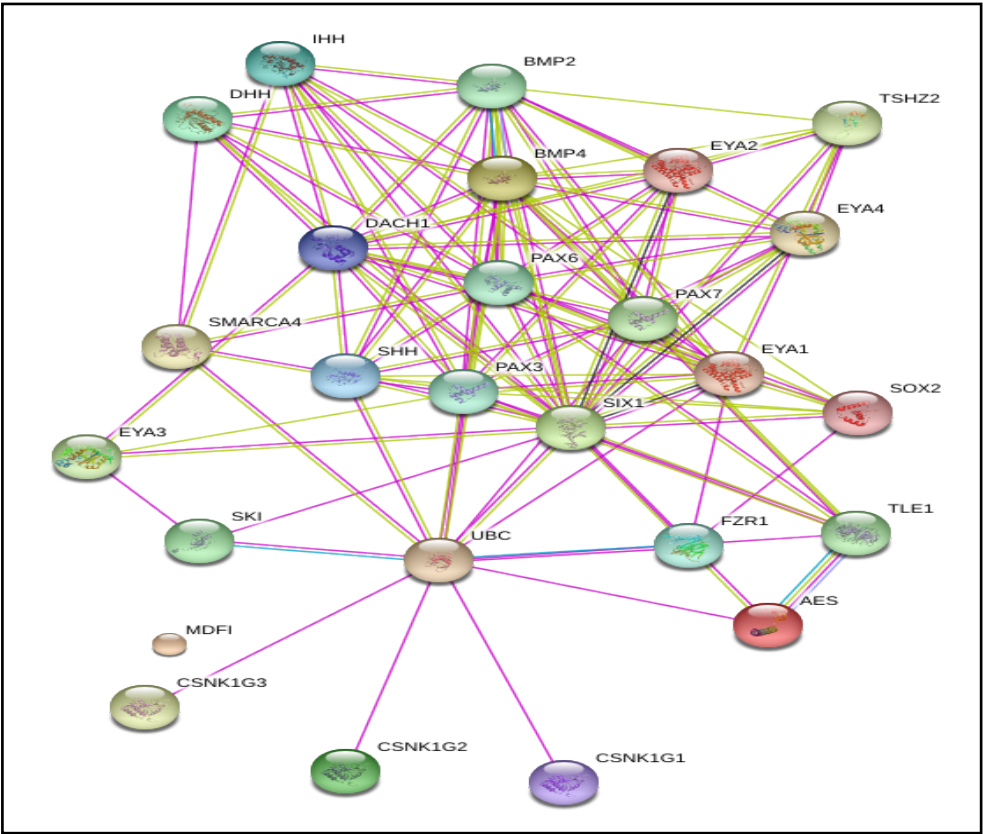 IHH
BMP2
DHH
TSHZ2
EYA2
BMP4
EYA4
DACH1
PAX6
PAX7
SMARCA4
SHH
EYA1
PAX3
SOX2
SIX1
EYA3
SKI
UBC
FZR1
TLE1
AES
MDFI
CSNK1G3
CSNK1G2
CSNK1G1